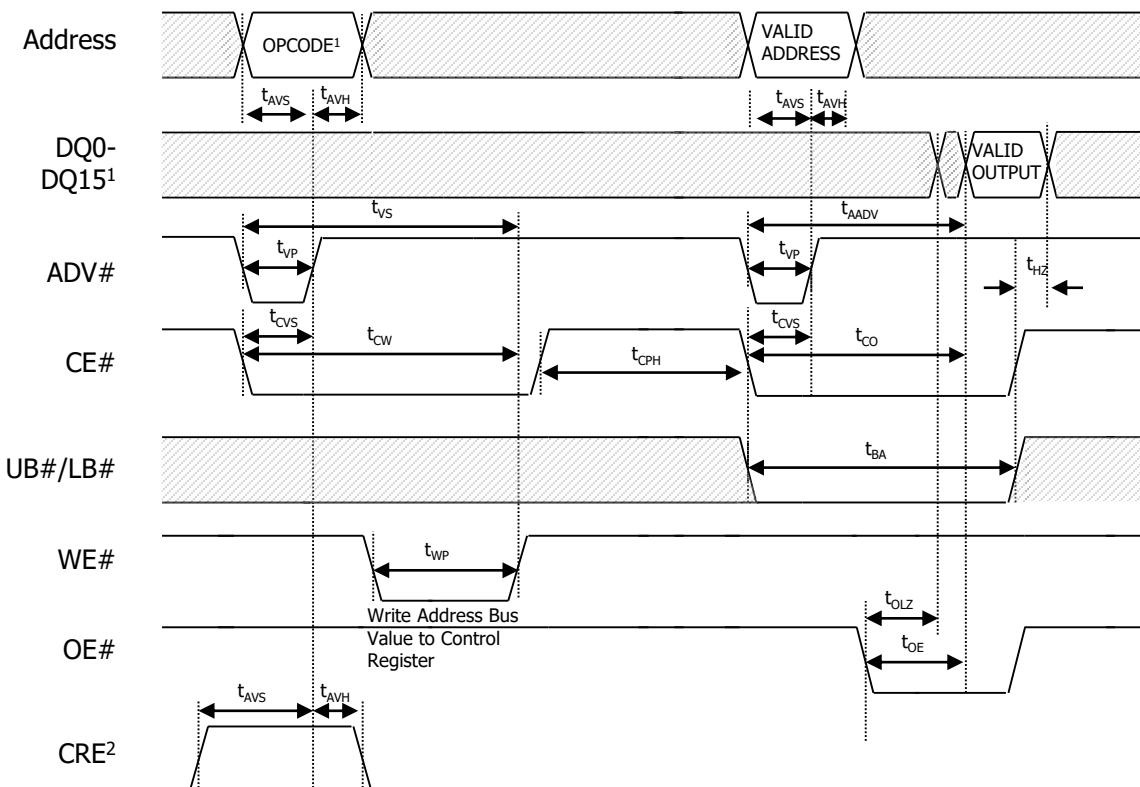 Address
OPCODE¹
VALID
ADDRESS
tAVS
tAVH
tAVS
tAVH
DQ0-
DQ15¹
VALID
OUTPUT
tVS
tAADV
ADV#
tVP
tVP
tHZ
CE#
tCVS
tCW
tCPH
tCVS
tCO
UB#/LB#
tBA
WE#
tWP
Write Address Bus
Value to Control
Register
OE#
tOLZ
tOE
CRE²
tAVS
tAVH